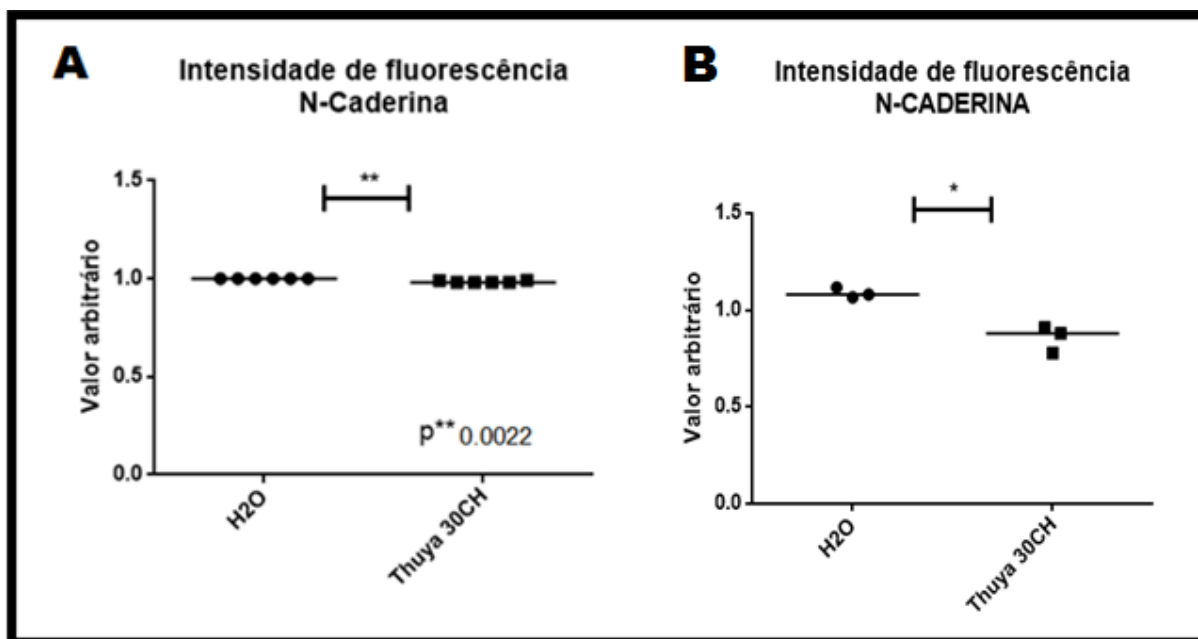 A
Intensidade de fluorescência
N-Caderina
Valor arbitrário
1.5
1.0
0.5
0.0
**
p** 0.0022
H2O
Thuya 30CH
B
Intensidade de fluorescência
N-CADERINA
Valor arbitrário
1.5
1.0
0.5
0.0
*
H2O
Thuya 30CH